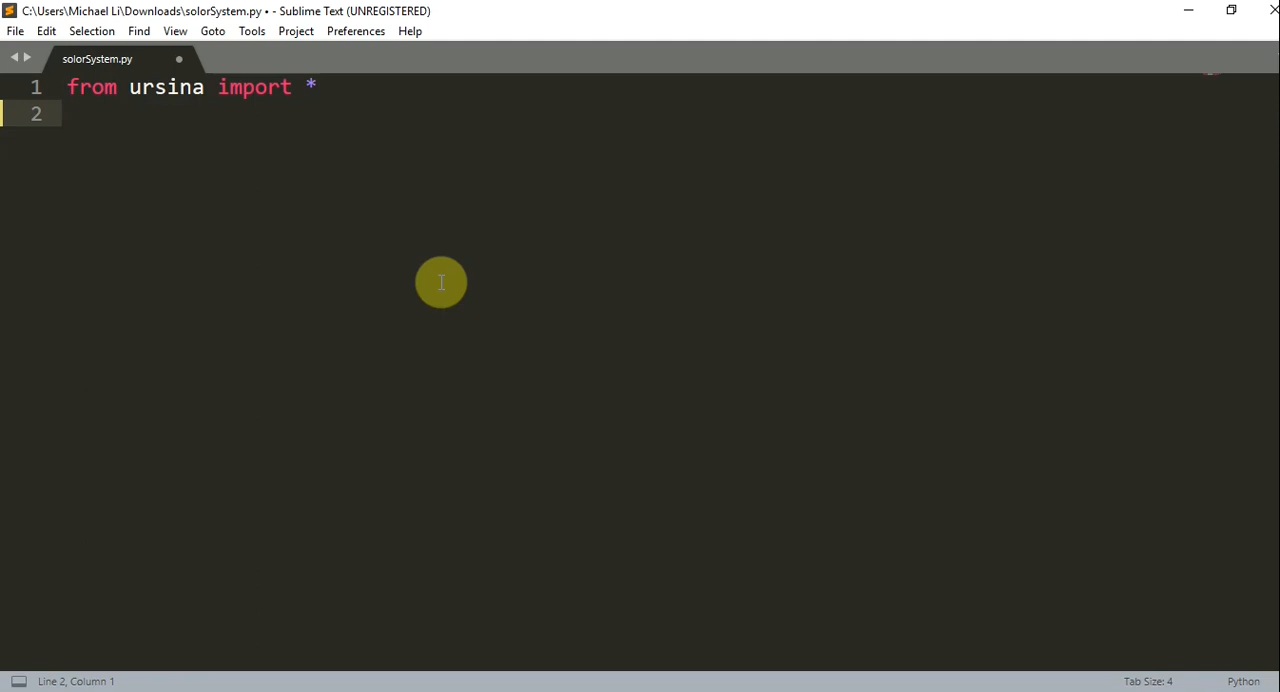 C:\Users\Michael Li\Downloads\solorSystem.py • - Sublime Text (UNREGISTERED)
File Edit Selection Find View Goto Tools Project Preferences Help
solorSystem.py
1 from ursina import *
2
Line 2, Column 1 Tab Size: 4 Python